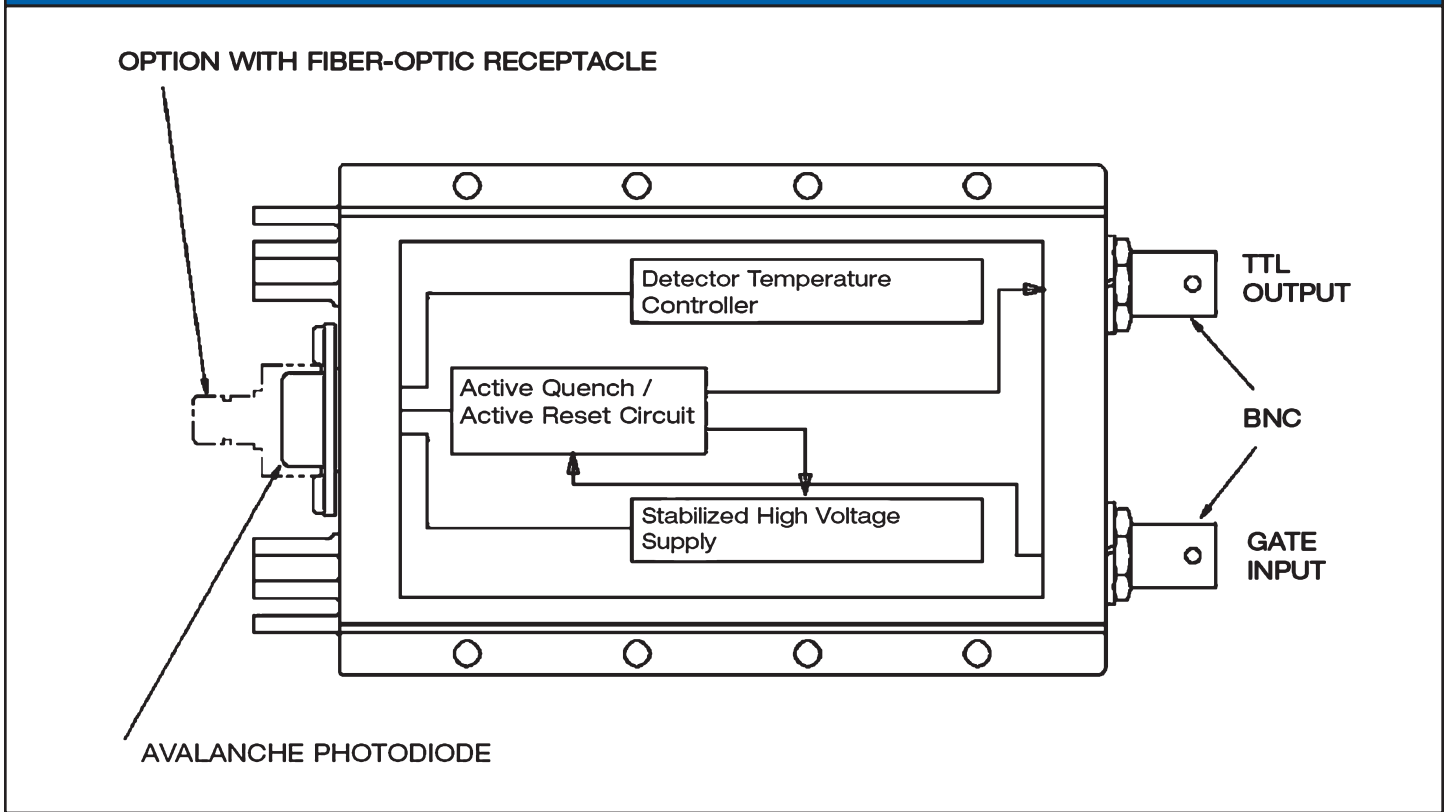 OPTION WITH FIBER-OPTIC RECEPTACLE
Detector Temperature
Controller
TTL
OUTPUT
Active Quench /
Active Reset Circuit
BNC
Stabilized High Voltage
Supply
GATE
INPUT
AVALANCHE PHOTODIODE